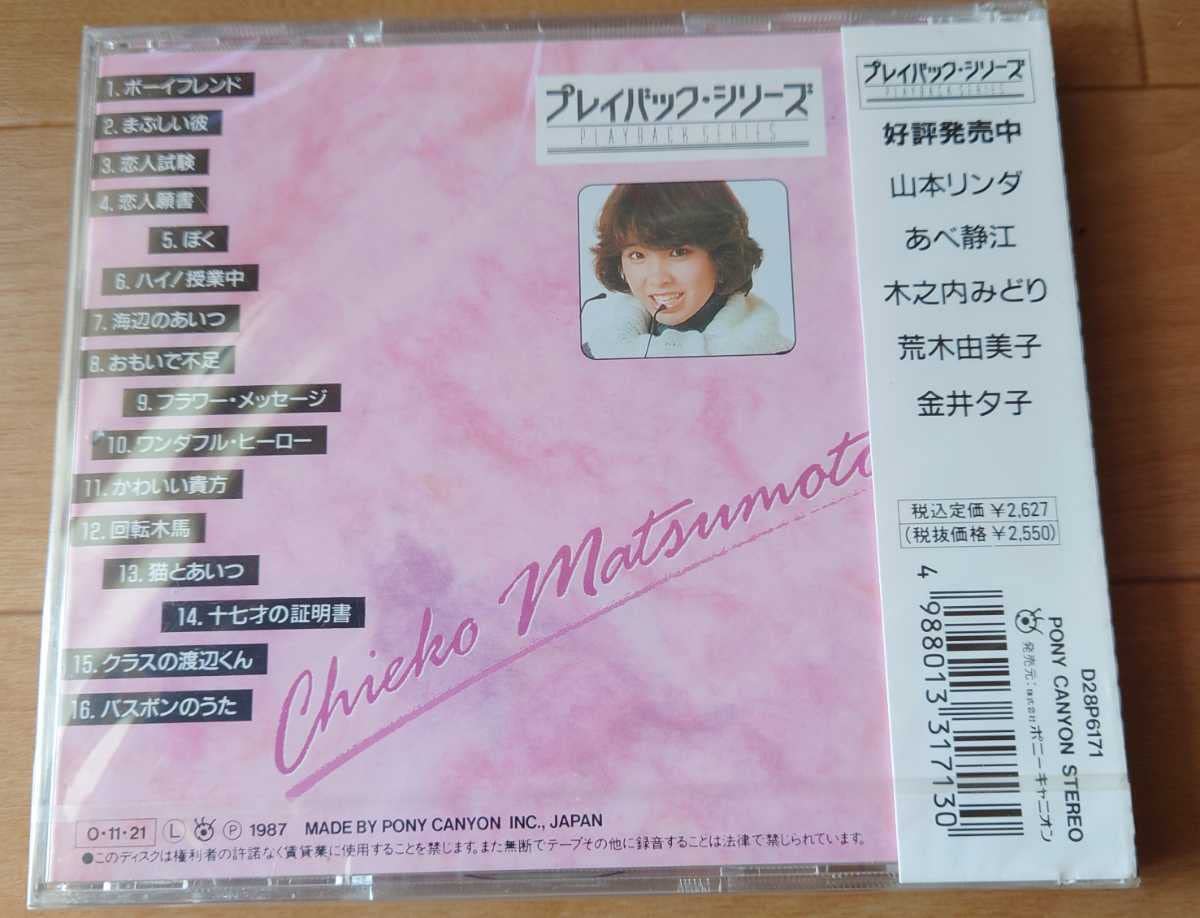 1. ボーイフレンド
2. まぶしい彼
3. 恋人試験
4. 恋人願書
5. ぼく
6. ハイ!授業中
7. 海辺のあいつ
8. おもいで不足
9. フラワー・メッセージ
10. ワンダフル・ヒーロー
11. かわいい貴方
12. 回転木馬
13. 猫とあいつ
14. 十七才の証明書
15. クラスの渡辺くん
16. バスボンのうた
プレイバック・シリーズ
PLAYBACK SERIES
Chieko Matsumoto
O・11・21 Ⓛ Ⓟ 1987 MADE BY PONY CANYON INC., JAPAN
●このディスクは権利者の許諾なく賃貸業に使用することを禁じます。また無断でテープその他に録音することは法律で禁じられています。
プレイバック・シリーズ
PLAYBACK SERIES
好評発売中
山本リンダ
あべ静江
木之内みどり
荒木由美子
金井夕子
税込定価 ¥2,627
(税抜価格 ¥2,550)
4 988013 317130
D28P6171
PONY CANYON STEREO
発売元:株式会社ポニーキャニオン